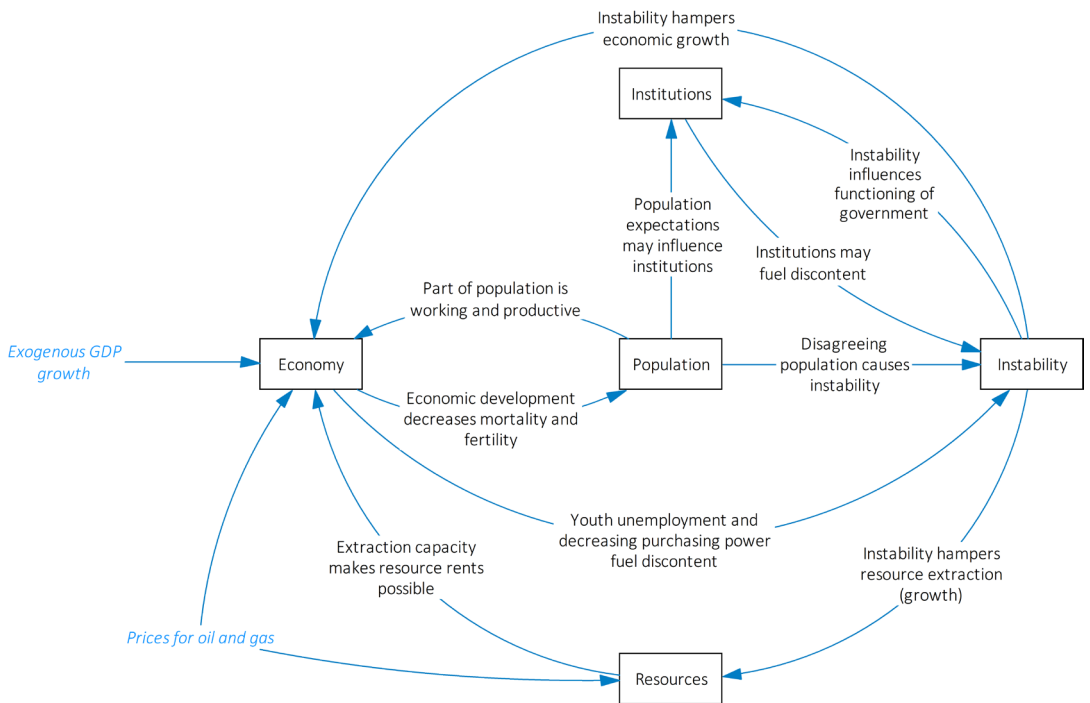 Instability hampers
economic growth
Institutions
Instability
influences
functioning of
government
Population
expectations
may influence
institutions
Institutions may
fuel discontent
Part of population is
working and productive
Exogenous GDP
growth
Economy
Population
Disagreeing
population causes
instability
Instability
Economic development
decreases mortality and
fertility
Extraction capacity
makes resource rents
possible
Youth unemployment and
decreasing purchasing power
fuel discontent
Instability hampers
resource extraction
(growth)
Prices for oil and gas
Resources